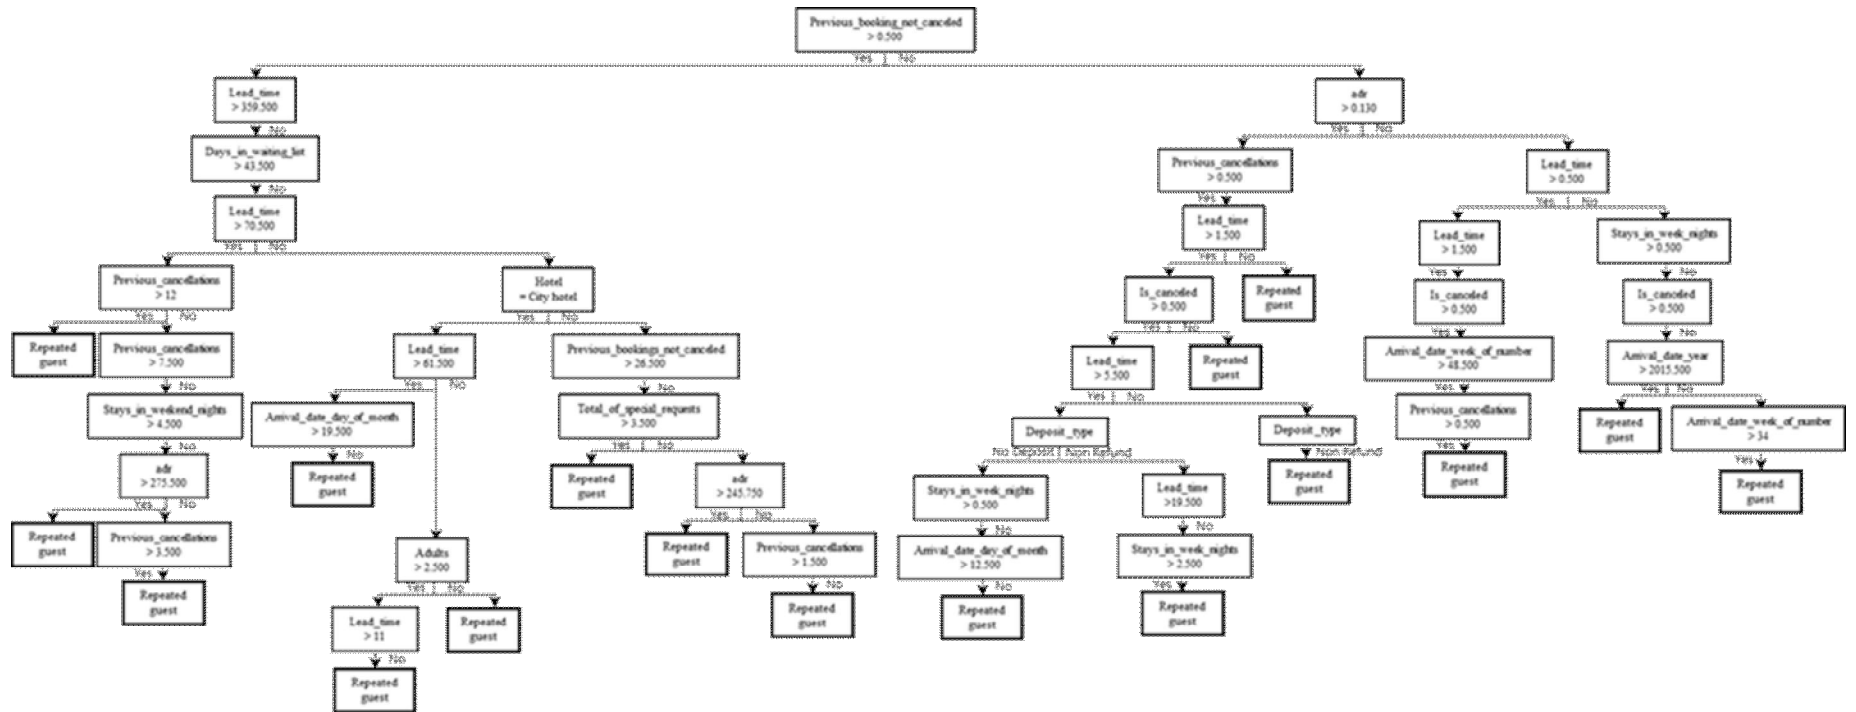 Previous_booking_not_canceled
> 0.500
Yes No
Lead_time
> 359.500
adr
> 0.130
No
Yes No
Days_in_waiting_list
> 43.500
Previous_cancellations
> 0.500
Lead_time
> 0.500
No
Yes
Yes No
Lead_time
> 70.500
Lead_time
> 1.500
Lead_time
> 1.500
Stays_in_week_nights
> 0.500
Yes No
Yes No
Yes
No
Previous_cancellations
> 12
Hotel
= City hotel
Is_canceled
> 0.500
Repeated
guest
Is_canceled
> 0.500
Is_canceled
> 0.500
Yes No
Yes No
Yes No
Yes
No
Repeated
guest
Previous_cancellations
> 7.500
Lead_time
> 61.500
Previous_bookings_not_canceled
> 26.500
Lead_time
> 5.500
Repeated
guest
Arrival_date_week_of_number
> 48.500
Arrival_date_year
> 2015.500
No
Yes No
No
Yes No
Yes
Yes No
Stays_in_weekend_nights
> 4.500
Arrival_date_day_of_month
> 19.500
Total_of_special_requests
> 3.500
Deposit_type
Deposit_type
Previous_cancellations
> 0.500
Repeated
guest
Arrival_date_week_of_number
> 34
No
No
Yes No
No Deposit Non Refund
Non Refund
Yes
Yes
adr
> 275.500
Repeated
guest
Repeated
guest
adr
> 245.750
Stays_in_week_nights
> 0.500
Lead_time
>19.500
Repeated
guest
Repeated
guest
Repeated
guest
Yes No
Yes No
No
No
Repeated
guest
Previous_cancellations
> 3.500
Adults
> 2.500
Repeated
guest
Previous_cancellations
> 1.500
Arrival_date_day_of_month
> 12.500
Stays_in_week_nights
> 2.500
Yes
Yes No
No
No
Yes
Repeated
guest
Lead_time
> 11
Repeated
guest
Repeated
guest
Repeated
guest
Repeated
guest
No
Repeated
guest